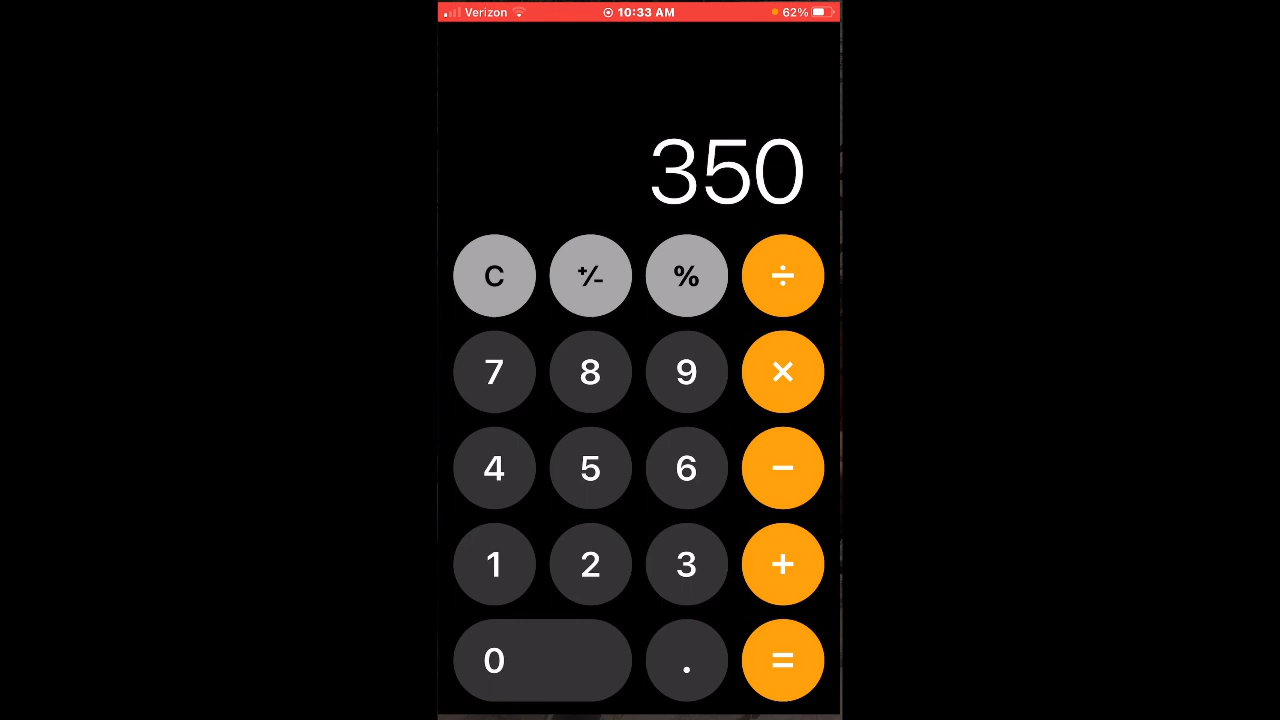 Verizon 10:33 AM 62%
350
C ⁺∕₋ % ÷
7 8 9 ×
4 5 6 −
1 2 3 +
0 . =